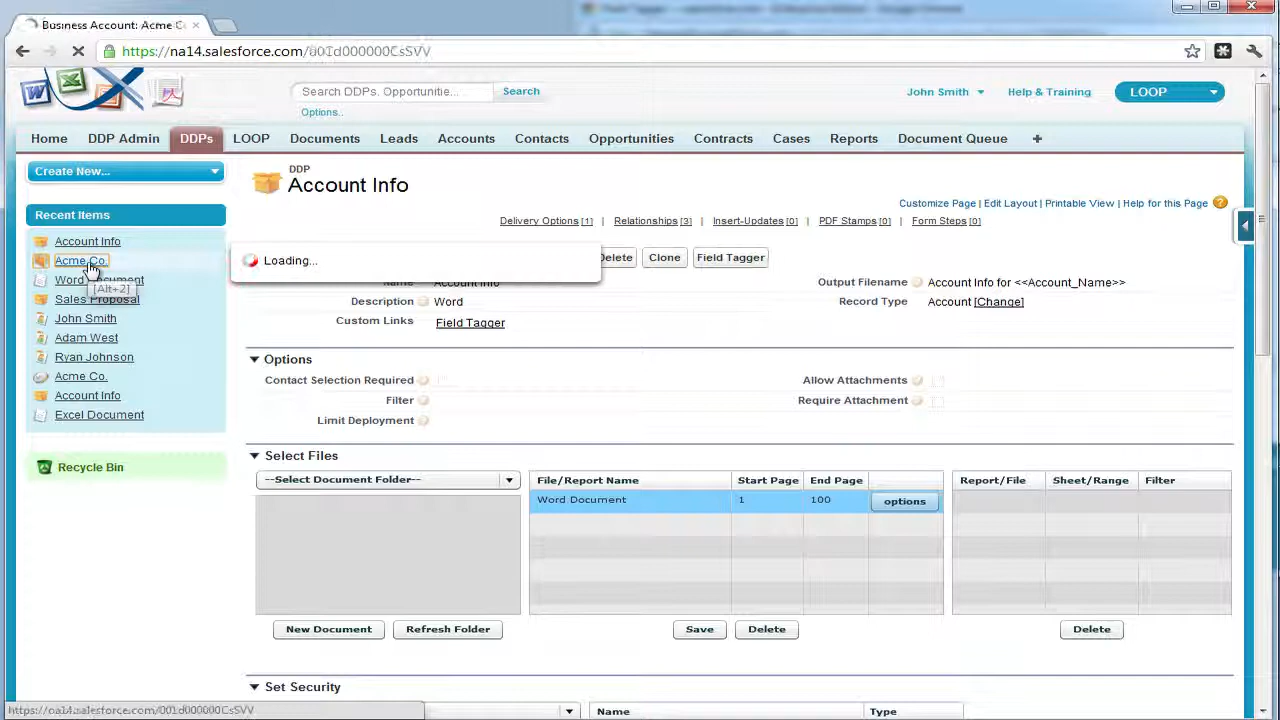 Business Account: Acme C
https://na14.salesforce.com/001d000000CsSVV
Search DDPs. Opportunitie...
Search
Options..
John Smith
Help & Training
LOOP
Home
DDP Admin
DDPs
LOOP
Documents
Leads
Accounts
Contacts
Opportunities
Contracts
Cases
Reports
Document Queue
Create New...
Recent Items
Account Info
Acme Co.
Word Document
[Alt+2]
Sales Proposal
John Smith
Adam West
Ryan Johnson
Acme Co.
Account Info
Excel Document
Recycle Bin
DDP
Account Info
Customize Page | Edit Layout | Printable View | Help for this Page
Delivery Options [1] | Relationships [3] | Insert-Updates [0] | PDF Stamps [0] | Form Steps [0]
Loading...
Delete
Clone
Field Tagger
Name
Account Info
Output Filename
Account Info for <<Account_Name>>
Description
Word
Record Type
Account [Change]
Custom Links
Field Tagger
Options
Contact Selection Required
Allow Attachments
Filter
Require Attachment
Limit Deployment
Select Files
--Select Document Folder--
File/Report Name
Start Page
End Page
Report/File
Sheet/Range
Filter
Word Document
1
100
options
New Document
Refresh Folder
Save
Delete
Delete
Set Security
Name
Type
https://na14.salesforce.com/001d000000CsSVV